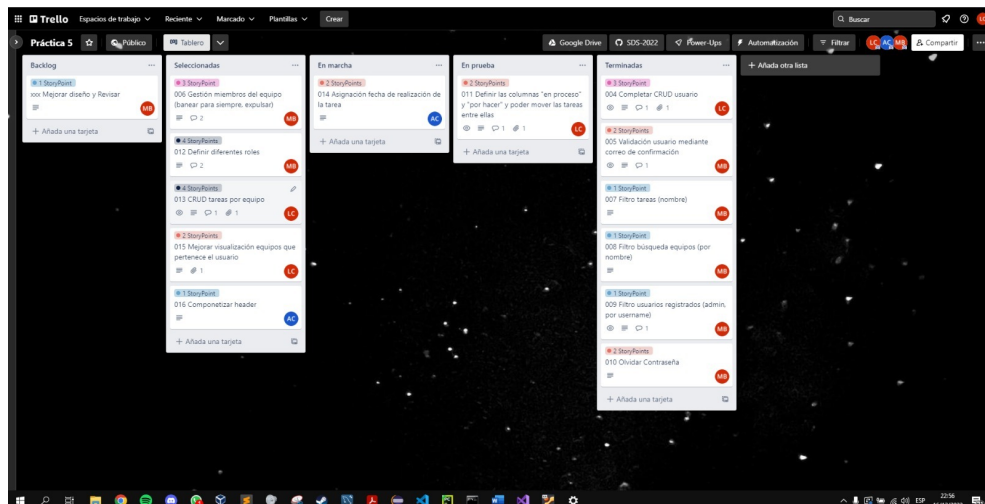 Trello Espacios de trabajo Reciente Marcado Plantillas Crear Buscar
Práctica 5 Público Tablero Google Drive SDS-2022 Power-Ups Automatización Filtrar LC AC MB Compartir
Backlog
1 StoryPoint
xxx Mejorar diseño y Revisar
MB
+ Añada una tarjeta
Seleccionadas
3 StoryPoint
006 Gestión miembros del equipo
(banear para siempre, expulsar)
2 MB
4 StoryPoints
012 Definir diferentes roles
2 MB
4 StoryPoints
013 CRUD tareas por equipo
1 1 LC
2 StoryPoints
015 Mejorar visualización equipos que
pertenece el usuario
1 LC
1 StoryPoint
016 Componetizar header
AC
+ Añada una tarjeta
En marcha
2 StoryPoints
014 Asignación fecha de realización de
la tarea
AC
+ Añada una tarjeta
En prueba
2 StoryPoints
011 Definir las columnas "en proceso"
y "por hacer" y poder mover las tareas
entre ellas
1 1 LC
+ Añada una tarjeta
Terminadas
3 StoryPoint
004 Completar CRUD usuario
1 1 LC
2 StoryPoints
005 Validación usuario mediante
correo de confirmación
1 MB
1 StoryPoint
007 Filtro tareas (nombre)
MB
1 StoryPoint
008 Filtro búsqueda equipos (por
nombre)
MB
1 StoryPoint
009 Filtro usuarios registrados (admin,
por username)
1 MB
2 StoryPoints
010 Olvidar Contraseña
MB
+ Añada una tarjeta
+ Añada otra lista
ESP
22:56